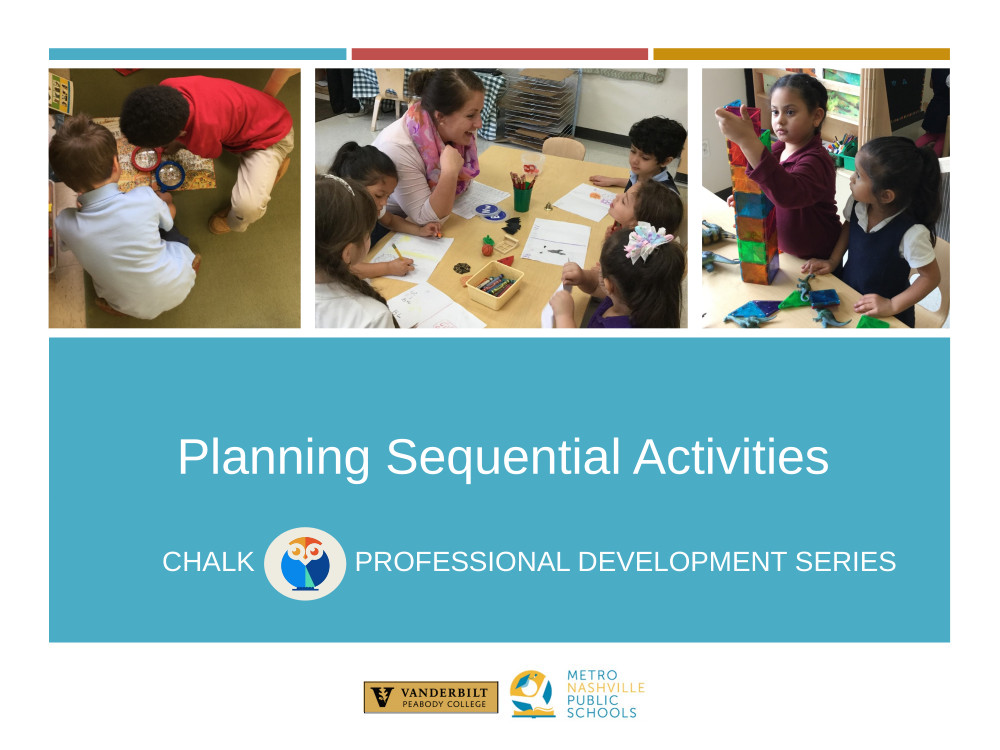 Planning Sequential Activities
CHALK PROFESSIONAL DEVELOPMENT SERIES
V VANDERBILT
PEABODY COLLEGE
METRO
NASHVILLE
PUBLIC
SCHOOLS